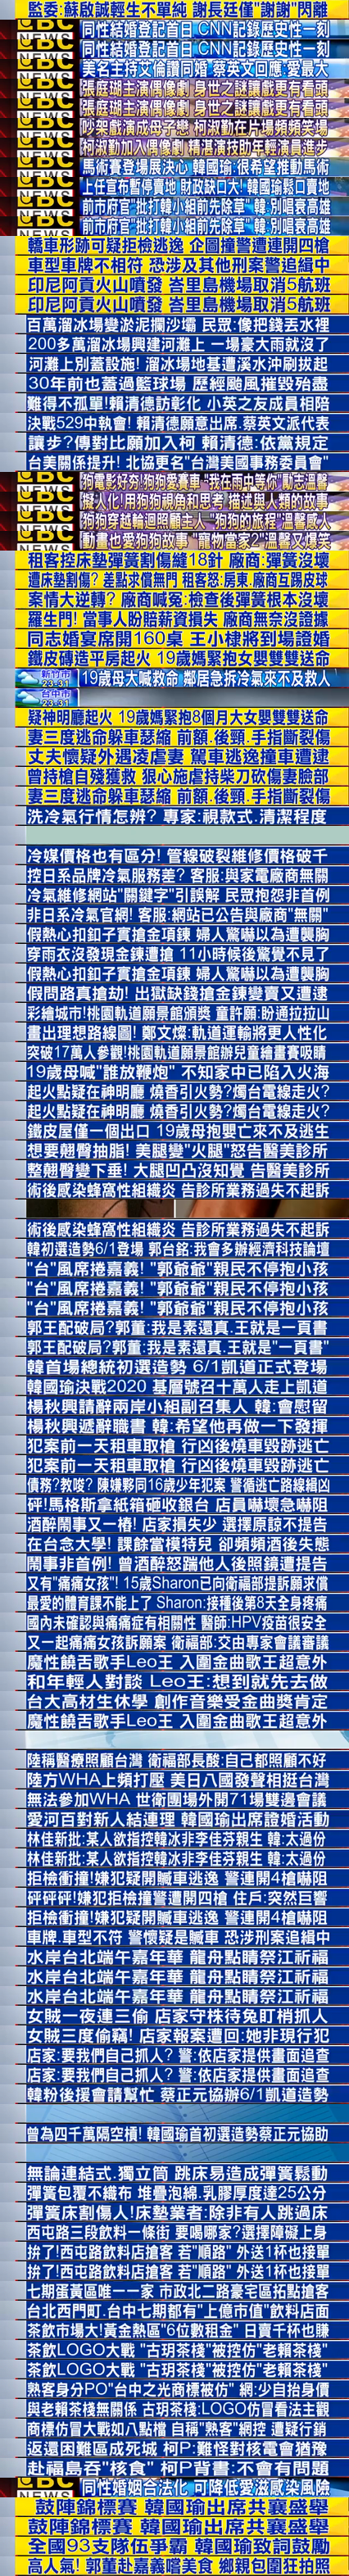 監委:蘇啟誠輕生不單純 謝長廷僅"謝謝"閃離
同性結婚登記首日 CNN記錄歷史性一刻
同性結婚登記首日 CNN記錄歷史性一刻
美名主持艾倫讚同婚 蔡英文回應:愛最大
張庭瑚主演偶像劇 身世之謎讓戲更有看頭
張庭瑚主演偶像劇 身世之謎讓戲更有看頭
吵架戲演成母子戀 柯淑勤在片場頻頻笑場
柯淑勤加入偶像劇 精湛演技助年輕演員進步
馬術賽登場展決心 韓國瑜:很希望推動馬術
上任宣布暫停賣地 財政缺口大! 韓國瑜鬆口賣地
前市府官"批打韓小組前先除草" 韓:別唱衰高雄
前市府官"批打韓小組前先除草" 韓:別唱衰高雄
轎車形跡可疑拒檢逃逸 企圖撞警遭連開四槍
車型車牌不相符 恐涉及其他刑案警追緝中
印尼阿貢火山噴發 峇里島機場取消5航班
印尼阿貢火山噴發 峇里島機場取消5航班
百萬溜冰場變淤泥攔沙壩 民眾:像把錢丟水裡
200多萬溜冰場興建河灘上 一場豪大雨就沒了
河灘上別蓋設施! 溜冰場地基遭溪水沖刷拔起
30年前也蓋過籃球場 歷經颱風摧毀殆盡
難得不孤單!賴清德訪彰化 小英之友成員相陪
決戰529中執會! 賴清德願意出席.蔡英文派代表
讓步?傳對比願加入柯 賴清德:依黨規定
台美關係提升! 北協更名"台灣美國事務委員會"
狗電影好夯!狗狗愛賽車 "我在雨中等你"勵志溫馨
擬人化!用狗狗視角和思考 描述與人類的故事
狗狗穿越輪迴照顧主人 "狗狗的旅程"溫馨感人
動畫也愛狗狗故事 "寵物當家2"溫馨又爆笑
租客控床墊彈簧割傷縫18針 廠商:彈簧沒壞
遭床墊割傷? 差點求償無門 租客怒:房東.廠商互踢皮球
案情大逆轉? 廠商喊冤:檢查後彈簧根本沒壞
羅生門! 當事人盼賠薪資損失 廠商無奈沒證據
同志婚宴席開160桌 王小棣將到場證婚
鐵皮磚造平房起火 19歲媽緊抱女嬰雙雙送命
新竹市
23-31
19歲母大喊救命 鄰居急拆冷氣來不及救人
台中市
23-31
疑神明廳起火 19歲媽緊抱8個月大女嬰雙雙送命
妻三度逃命躲車瑟縮 前額.後頸.手指斷裂傷
丈夫懷疑外遇凌虐妻 駕車逃逸撞車遭逮
曾持槍自殘獲救 狠心施虐持柴刀砍傷妻臉部
妻三度逃命躲車瑟縮 前額.後頸.手指斷裂傷
洗冷氣行情怎辨? 專家:視款式.清潔程度
冷媒價格也有區分! 管線破裂維修價格破千
控日系品牌冷氣服務差? 客服:與家電廠商無關
冷氣維修網站"關鍵字"引誤解 民眾抱怨非首例
非日系冷氣官網! 客服:網站已公告與廠商"無關"
假熱心扣釦子實搶金項鍊 婦人驚嚇以為遭襲胸
穿雨衣沒發現金鍊遭搶 11小時候後驚覺不見了
假熱心扣釦子實搶金項鍊 婦人驚嚇以為遭襲胸
假問路真搶劫! 出獄缺錢搶金鍊變賣又遭逮
彩繪城市!桃園軌道願景館頒獎 童許願:盼通拉拉山
畫出理想路線圖! 鄭文燦:軌道運輸將更人性化
突破17萬人參觀!桃園軌道願景館辦兒童繪畫賽吸睛
19歲母喊"誰放鞭炮" 不知家中已陷入火海
起火點疑在神明廳 燒香引火勢?燭台電線走火?
起火點疑在神明廳 燒香引火勢?燭台電線走火?
鐵皮屋僅一個出口 19歲母抱嬰亡來不及逃生
想要翹臀抽脂! 美腿變"火腿"怒告醫美診所
整翹臀變下垂! 大腿凹凸沒知覺 告醫美診所
術後感染蜂窩性組織炎 告診所業務過失不起訴
術後感染蜂窩性組織炎 告診所業務過失不起訴
韓初選造勢6/1登場 郭台銘:我會多辦經濟科技論壇
"台"風席捲嘉義! "郭爺爺"親民不停抱小孩
"台"風席捲嘉義! "郭爺爺"親民不停抱小孩
"台"風席捲嘉義! "郭爺爺"親民不停抱小孩
郭王配破局?郭董:我是素還真.王就是一頁書
郭王配破局?郭董:我是素還真.王就是"一頁書"
韓首場總統初選造勢 6/1凱道正式登場
韓國瑜決戰2020 基層號召十萬人走上凱道
楊秋興請辭兩岸小組副召集人 韓:會慰留
楊秋興遞辭職書 韓:希望他再做一下發揮
犯案前一天租車取槍 行凶後燒車毀跡逃亡
犯案前一天租車取槍 行凶後燒車毀跡逃亡
債務?教唆? 陳嫌夥同16歲少年犯案 警循逃亡路線緝凶
砰!馬格斯拿紙箱砸收銀台 店員嚇壞急嚇阻
酒醉鬧事又一樁! 店家損失少 選擇原諒不提告
在台念大學! 課餘當模特兒 卻頻頻酒後失態
鬧事非首例! 曾酒醉怒踹他人後照鏡遭提告
又有"痛痛女孩"! 15歲Sharon已向衛福部提訴願求償
最愛的體育課不能上了 Sharon:接種後第8天全身疼痛
國內未確認與痛痛症有相關性 醫師:HPV疫苗很安全
又一起痛痛女孩訴願案 衛福部:交由專家會議審議
魔性饒舌歌手Leo王 入圍金曲歌王超意外
和年輕人對談 Leo王:想到就先去做
台大高材生休學 創作音樂受金曲獎肯定
魔性饒舌歌手Leo王 入圍金曲歌王超意外
陸稱醫療照顧台灣 衛福部長酸:自己都照顧不好
陸方WHA上頻打壓 美日八國發聲相挺台灣
無法參加WHA 世衛團場外開71場雙邊會議
愛河百對新人結連理 韓國瑜出席證婚活動
林佳新批:某人欲指控韓冰非李佳芬親生 韓:太過份
林佳新批:某人欲指控韓冰非李佳芬親生 韓:太過份
拒檢衝撞!嫌犯疑開贓車逃逸 警連開4槍嚇阻
砰砰砰!嫌犯拒檢撞警遭開四槍 住戶:突然巨響
拒檢衝撞!嫌犯疑開贓車逃逸 警連開4槍嚇阻
車牌.車型不符 警懷疑是贓車 恐涉刑案追緝中
水岸台北端午嘉年華 龍舟點睛祭江祈福
水岸台北端午嘉年華 龍舟點睛祭江祈福
水岸台北端午嘉年華 龍舟點睛祭江祈福
女賊一夜連三偷 店家守株待兔盯梢抓人
女賊三度偷竊! 店家報案遭回:她非現行犯
店家:要我們自己抓人? 警:依店家提供畫面追查
店家:要我們自己抓人? 警:依店家提供畫面追查
韓粉後援會請幫忙 蔡正元協辦6/1凱道造勢
曾為四千萬隔空槓! 韓國瑜首初選造勢蔡正元協助
無論連結式.獨立筒 跳床易造成彈簧鬆動
彈簧包覆不織布 堆疊泡綿.乳膠厚度達25公分
彈簧床割傷人!床墊業者:除非有人跳過床
西屯路三段飲料一條街 要喝哪家?選擇障礙上身
拚了!西屯路飲料店搶客 若"順路" 外送1杯也接單
拚了!西屯路飲料店搶客 若"順路" 外送1杯也接單
七期蛋黃區唯一一家 市政北二路豪宅區拓點搶客
台北西門町.台中七期都有"上億市值"飲料店面
茶飲市場大!黃金熱區"6位數租金" 日賣千杯也賺
茶飲LOGO大戰 "古玥茶棧"被控仿"老賴茶棧"
茶飲LOGO大戰 "古玥茶棧"被控仿"老賴茶棧"
熟客身分PO"台中之光商標被仿" 網:少自抬身價
與老賴茶棧無關係 古玥茶棧:LOGO仿冒看法主觀
商標仿冒大戰如八點檔 自稱"熟客"網控 遭疑行銷
返還困難區成死城 柯P:難怪對核電會猶豫
赴福島吞"核食" 柯P背書:不會有問題
同性婚姻合法化 可降低愛滋感染風險
鼓陣錦標賽 韓國瑜出席共襄盛舉
鼓陣錦標賽 韓國瑜出席共襄盛舉
全國93支隊伍爭霸 韓國瑜致詞鼓勵
高人氣! 郭董赴嘉義嚐美食 鄉親包圍狂拍照